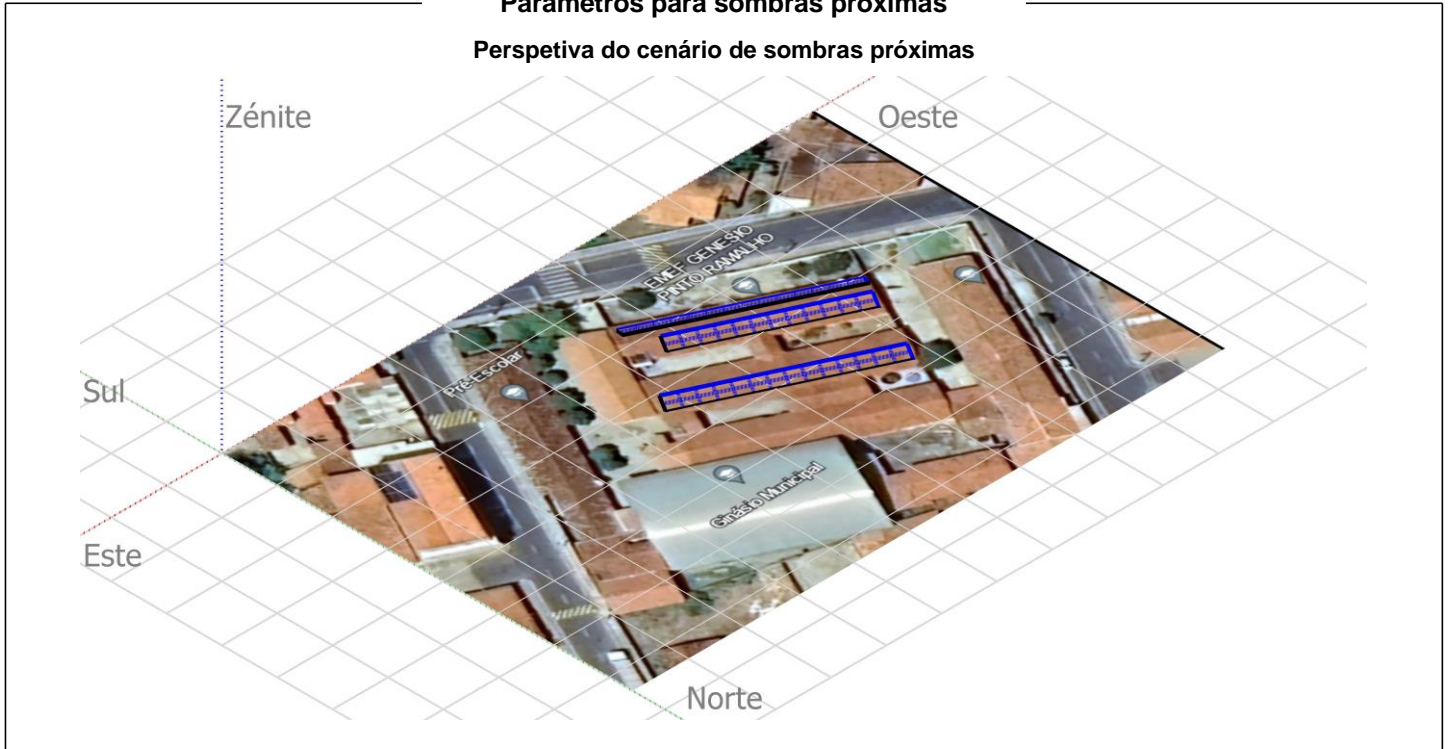 Parâmetros para sombras próximas
Perspetiva do cenário de sombras próximas
Zénite
Oeste
EMEF GENESIO
PINTO RAMALHO
Pré-Escolar
Sul
Ginásio Municipal
Este
Norte